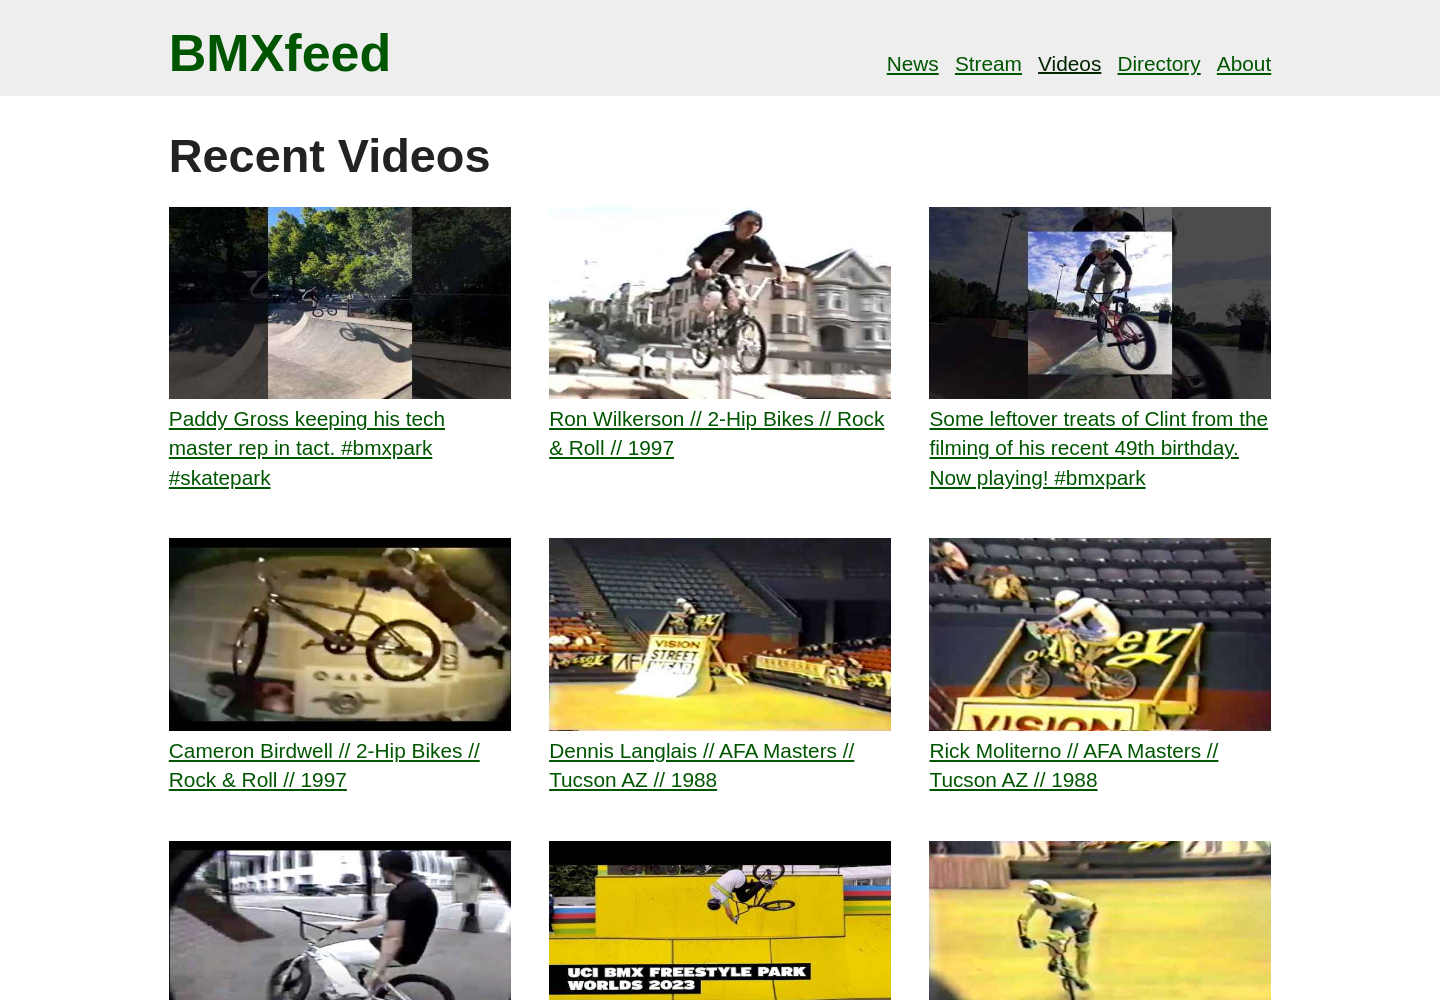 BMXfeed
News Stream Videos Directory About
Recent Videos
Paddy Gross keeping his tech
master rep in tact. #bmxpark
#skatepark
Ron Wilkerson // 2-Hip Bikes // Rock
& Roll // 1997
Some leftover treats of Clint from the
filming of his recent 49th birthday.
Now playing! #bmxpark
VISION
STREET
WEAR
VISION
Cameron Birdwell // 2-Hip Bikes //
Rock & Roll // 1997
Dennis Langlais // AFA Masters //
Tucson AZ // 1988
Rick Moliterno // AFA Masters //
Tucson AZ // 1988
UCI BMX FREESTYLE PARK
WORLDS 2023